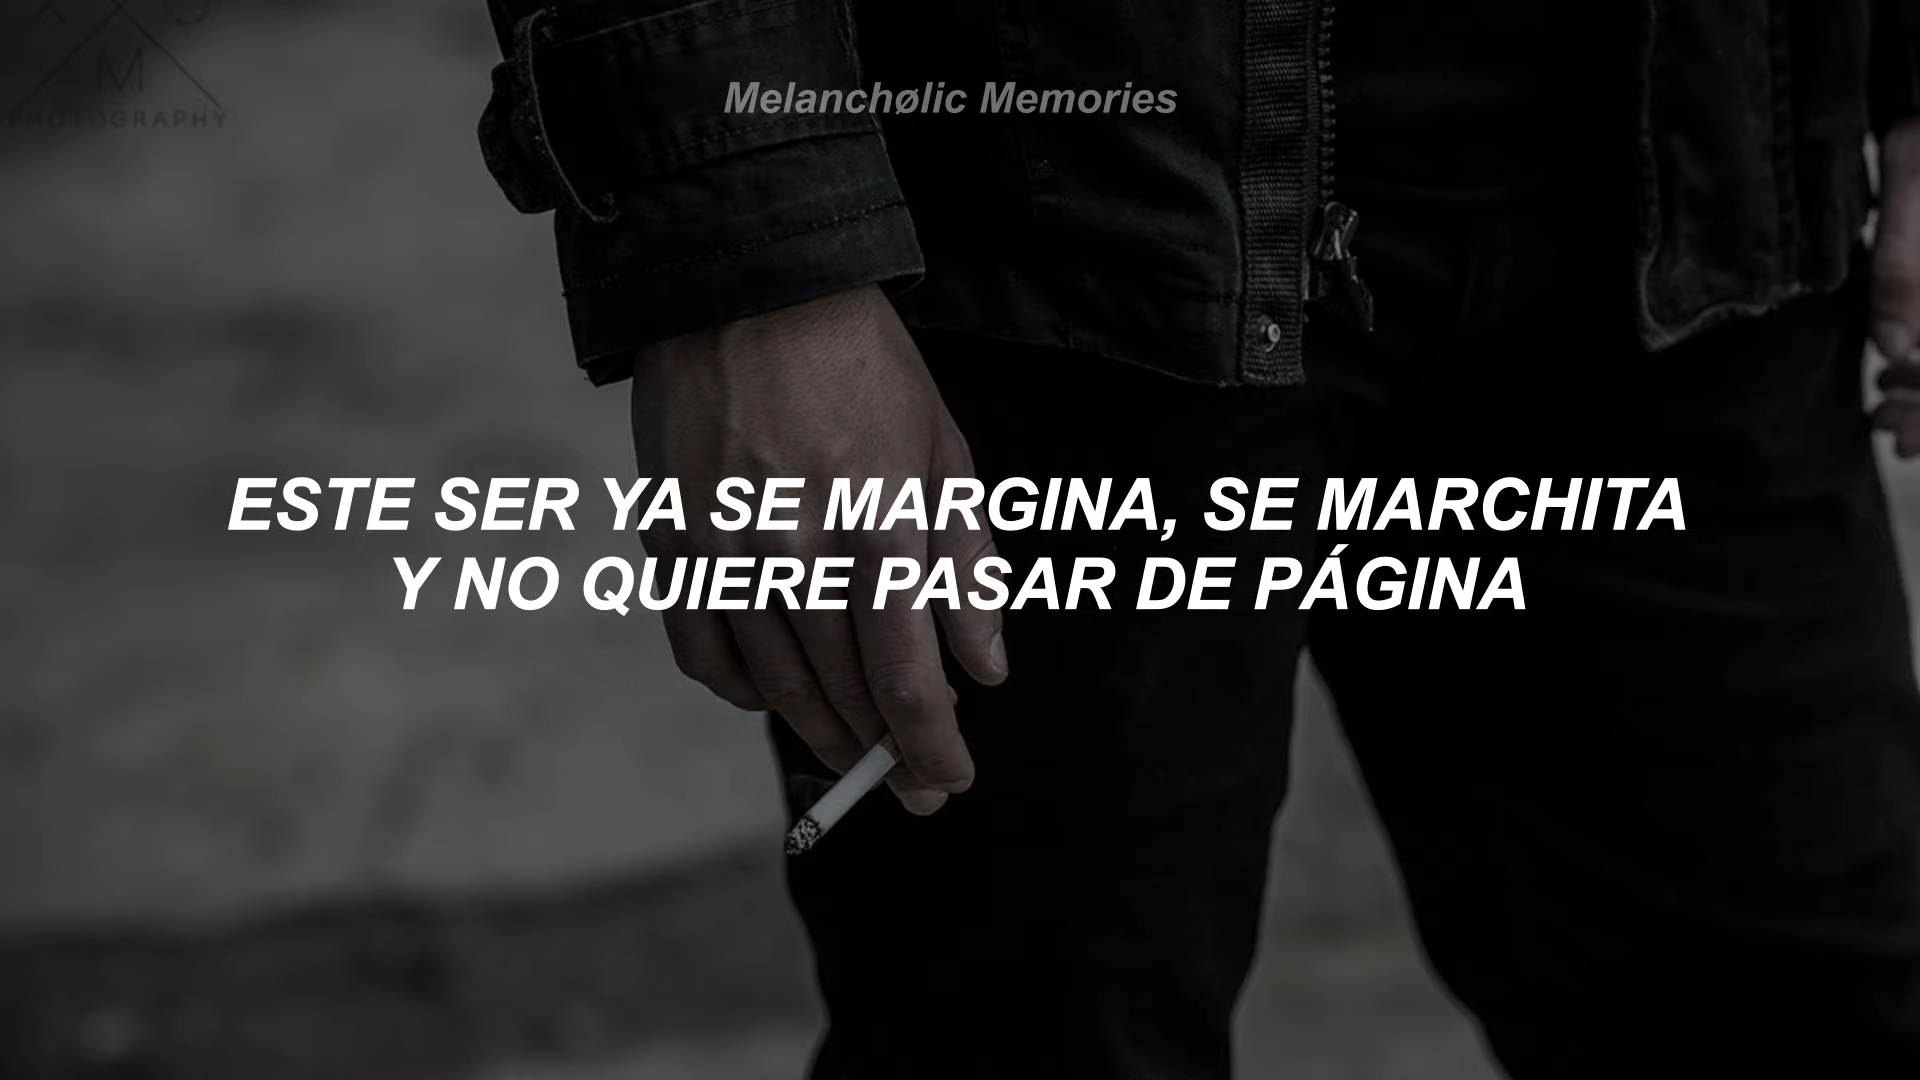 M
PHOTOGRAPHY
Melanchølic Memories
ESTE SER YA SE MARGINA, SE MARCHITA
Y NO QUIERE PASAR DE PÁGINA